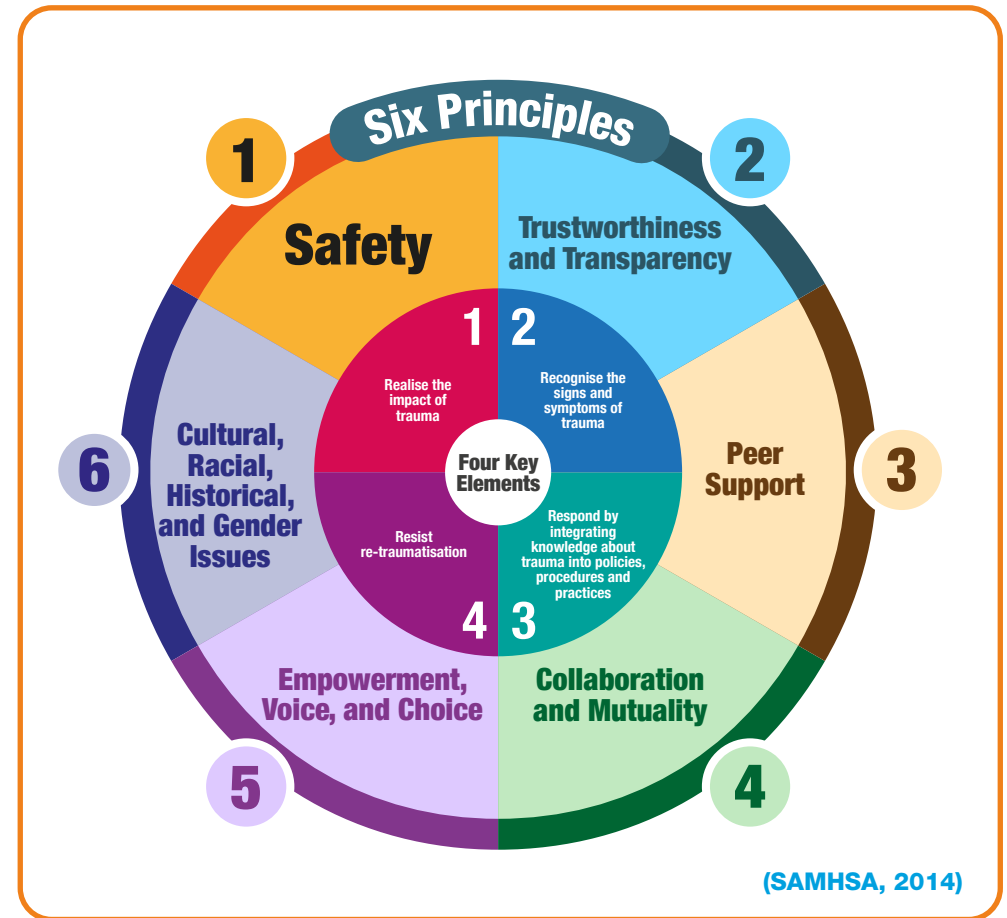 Six Principles
1
Safety
2
Trustworthiness
and Transparency
3
Peer
Support
4
Collaboration
and Mutuality
5
Empowerment,
Voice, and Choice
6
Cultural,
Racial,
Historical,
and Gender
Issues
Four Key
Elements
1
Realise the
impact of
trauma
2
Recognise the
signs and
symptoms of
trauma
3
Respond by
integrating
knowledge about
trauma into policies,
procedures and
practices
4
Resist
re-traumatisation
(SAMHSA, 2014)